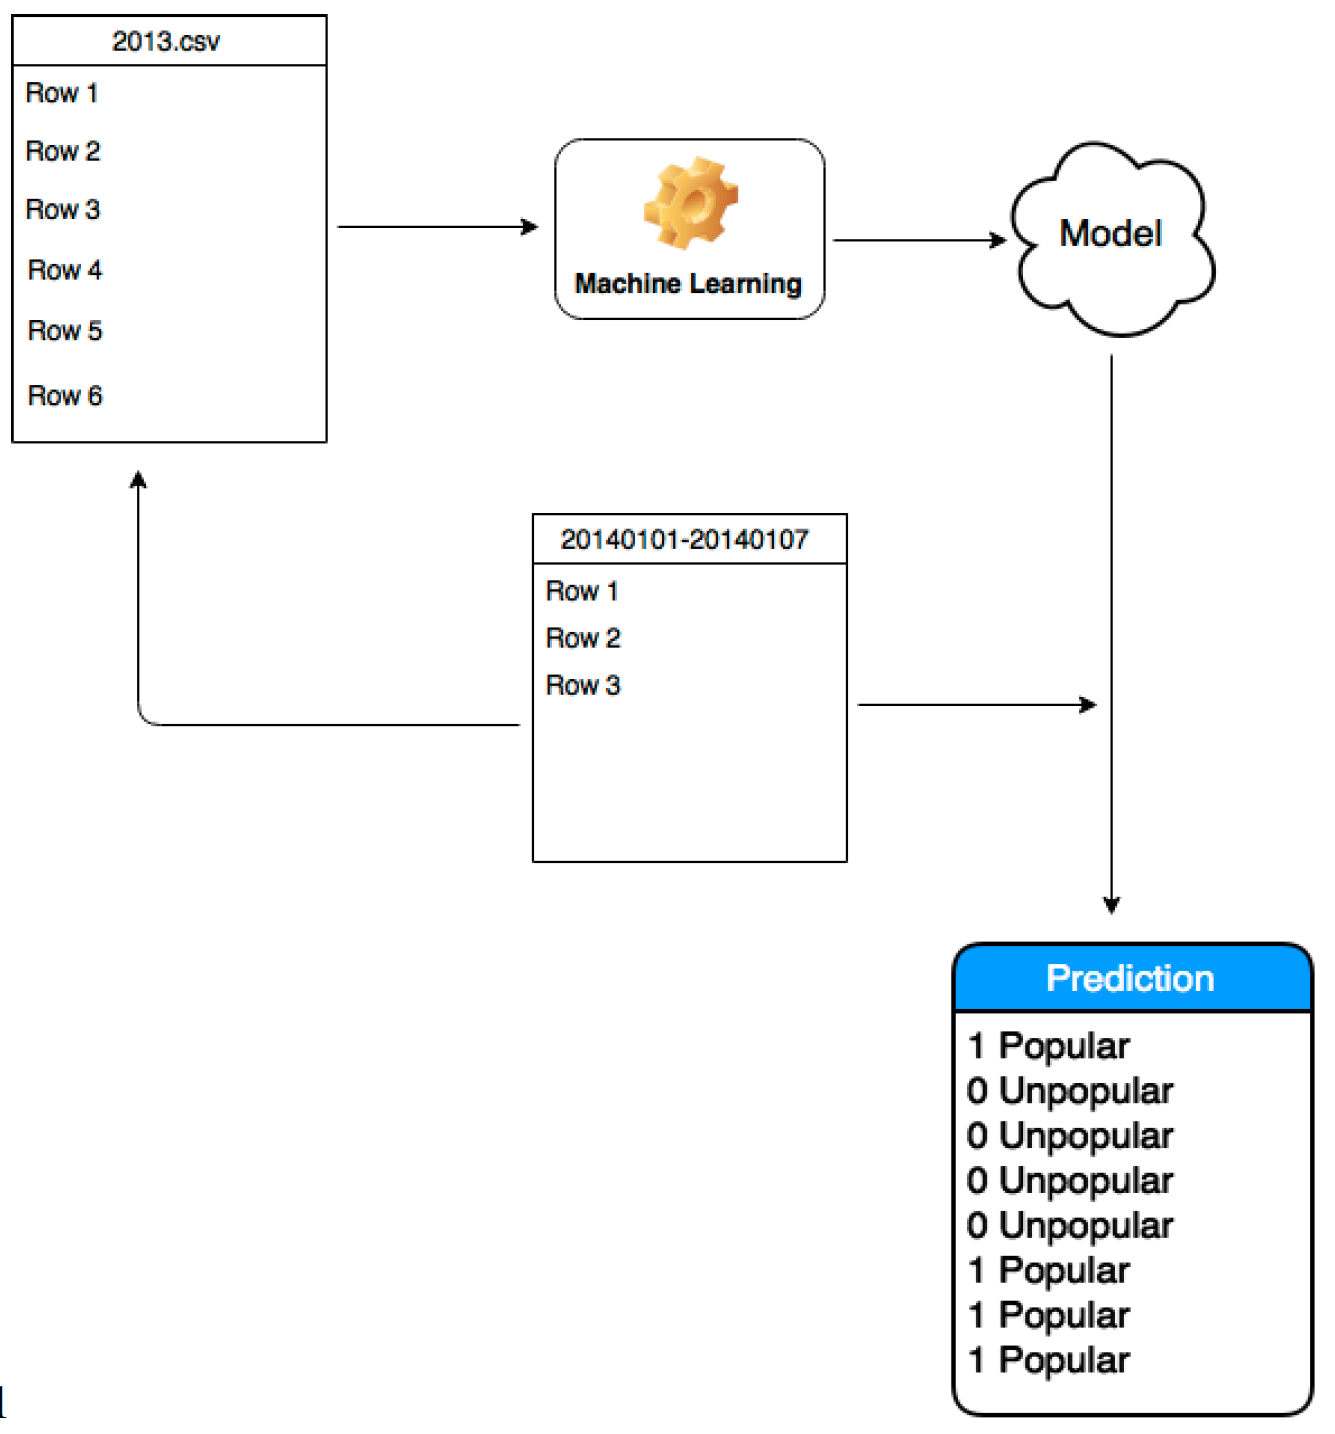 2013.csv
Row 1
Row 2
Row 3
Row 4
Row 5
Row 6
Machine Learning
Model
20140101-20140107
Row 1
Row 2
Row 3
Prediction
1 Popular
0 Unpopular
0 Unpopular
0 Unpopular
0 Unpopular
1 Popular
1 Popular
1 Popular